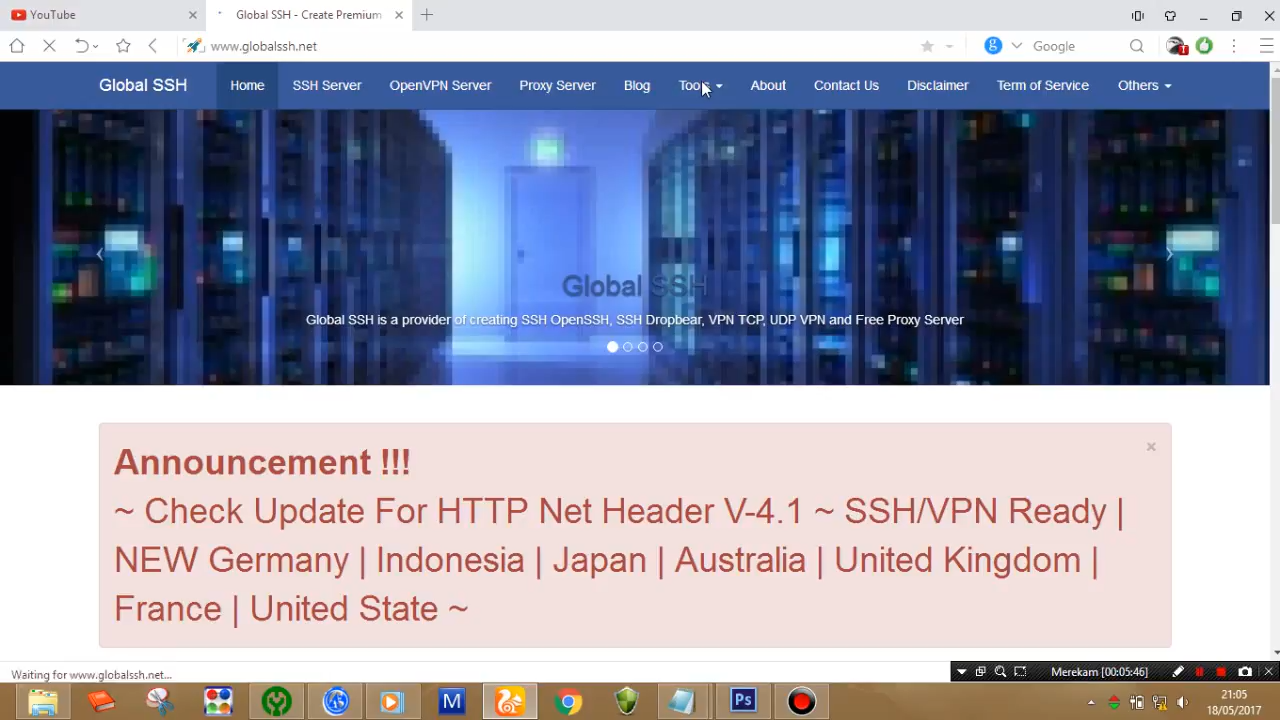 YouTube
Global SSH - Create Premium
www.globalssh.net
Google
Global SSH Home SSH Server OpenVPN Server Proxy Server Blog Tools About Contact Us Disclaimer Term of Service Others
Global SSH
Global SSH is a provider of creating SSH OpenSSH, SSH Dropbear, VPN TCP, UDP VPN and Free Proxy Server
Announcement !!!
~ Check Update For HTTP Net Header V-4.1 ~ SSH/VPN Ready |
NEW Germany | Indonesia | Japan | Australia | United Kingdom |
France | United State ~
Waiting for www.globalssh.net...
Merekam [00:05:46]
21:05
18/05/2017